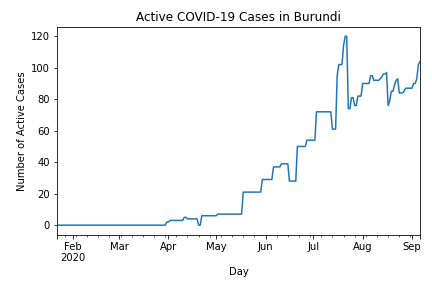 Active COVID-19 Cases in Burundi
120
100
80
60
40
20
0
Number of Active Cases
Feb Mar Apr May Jun Jul Aug Sep
2020
Day